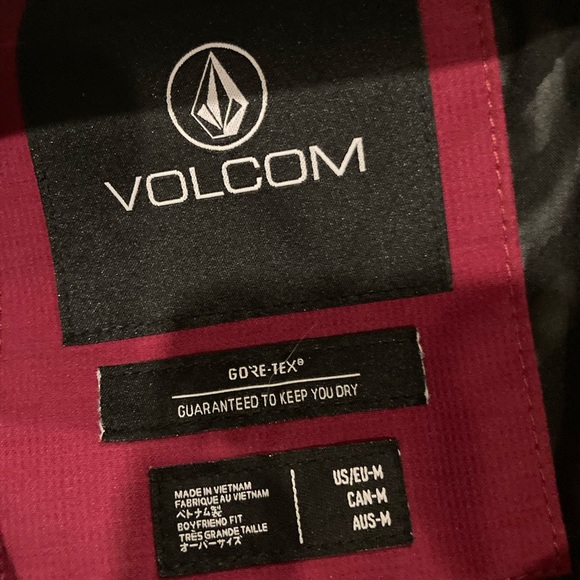 VOLCOM
GORE-TEX®
GUARANTEED TO KEEP YOU DRY
MADE IN VIETNAM
FABRIQUE AU VIETNAM
ベトナム製
BOYFRIEND FIT
TRÈS GRANDE TAILLE
オーバーサイズ
US/EU-M
CAN-M
AUS-M